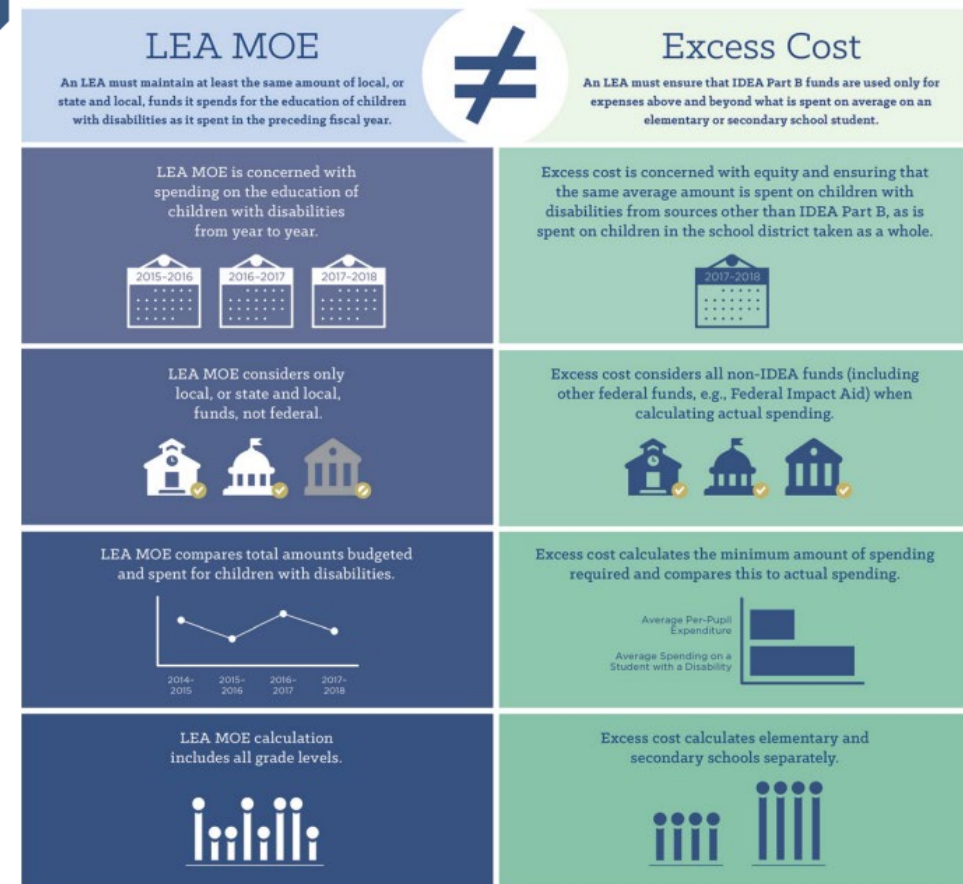 LEA MOE
An LEA must maintain at least the same amount of local, or
state and local, funds it spends for the education of children
with disabilities as it spent in the preceding fiscal year.
≠
Excess Cost
An LEA must ensure that IDEA Part B funds are used only for
expenses above and beyond what is spent on average on an
elementary or secondary school student.
LEA MOE is concerned with
spending on the education of
children with disabilities
from year to year.
2015-2016
2016-2017
2017-2018
Excess cost is concerned with equity and ensuring that
the same average amount is spent on children with
disabilities from sources other than IDEA Part B, as is
spent on children in the school district taken as a whole.
2017-2018
LEA MOE considers only
local, or state and local,
funds, not federal.
Excess cost considers all non-IDEA funds (including
other federal funds, e.g., Federal Impact Aid) when
calculating actual spending.
LEA MOE compares total amounts budgeted
and spent for children with disabilities.
2014-
2015
2015-
2016
2016-
2017
2017-
2018
Excess cost calculates the minimum amount of spending
required and compares this to actual spending.
Average Per-Pupil
Expenditure
Average Spending on a
Student with a Disability
LEA MOE calculation
includes all grade levels.
Excess cost calculates elementary and
secondary schools separately.